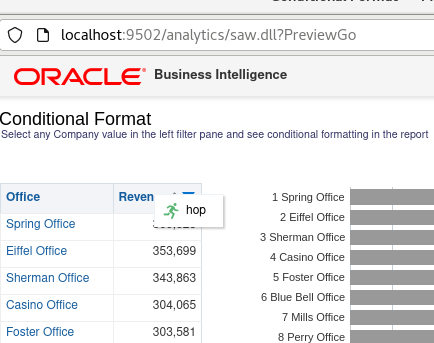 localhost:9502/analytics/saw.dll?PreviewGo
ORACLE Business Intelligence
Conditional Format
Select any Company value in the left filter pane and see conditional formatting in the report
Office
hop
Spring Office
Eiffel Office 353,699
Sherman Office 343,863
Casino Office 304,065
Foster Office 303,581
1 Spring Office
2 Eiffel Office
3 Sherman Office
4 Casino Office
5 Foster Office
6 Blue Bell Office
7 Mills Office
8 Perry Office